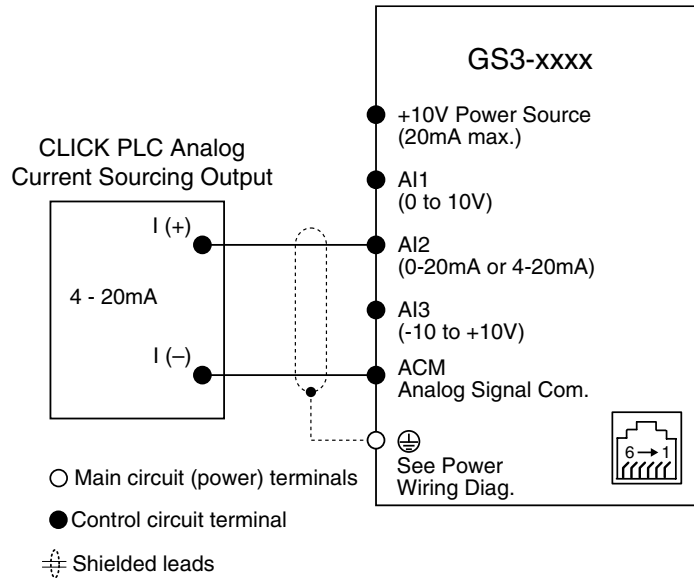 GS3-xxxx
+10V Power Source
(20mA max.)
CLICK PLC Analog
Current Sourcing Output
AI1
(0 to 10V)
I (+)
AI2
(0-20mA or 4-20mA)
4 - 20mA
AI3
(-10 to +10V)
I (–)
ACM
Analog Signal Com.
See Power
Wiring Diag.
6→1
Main circuit (power) terminals
Control circuit terminal
Shielded leads